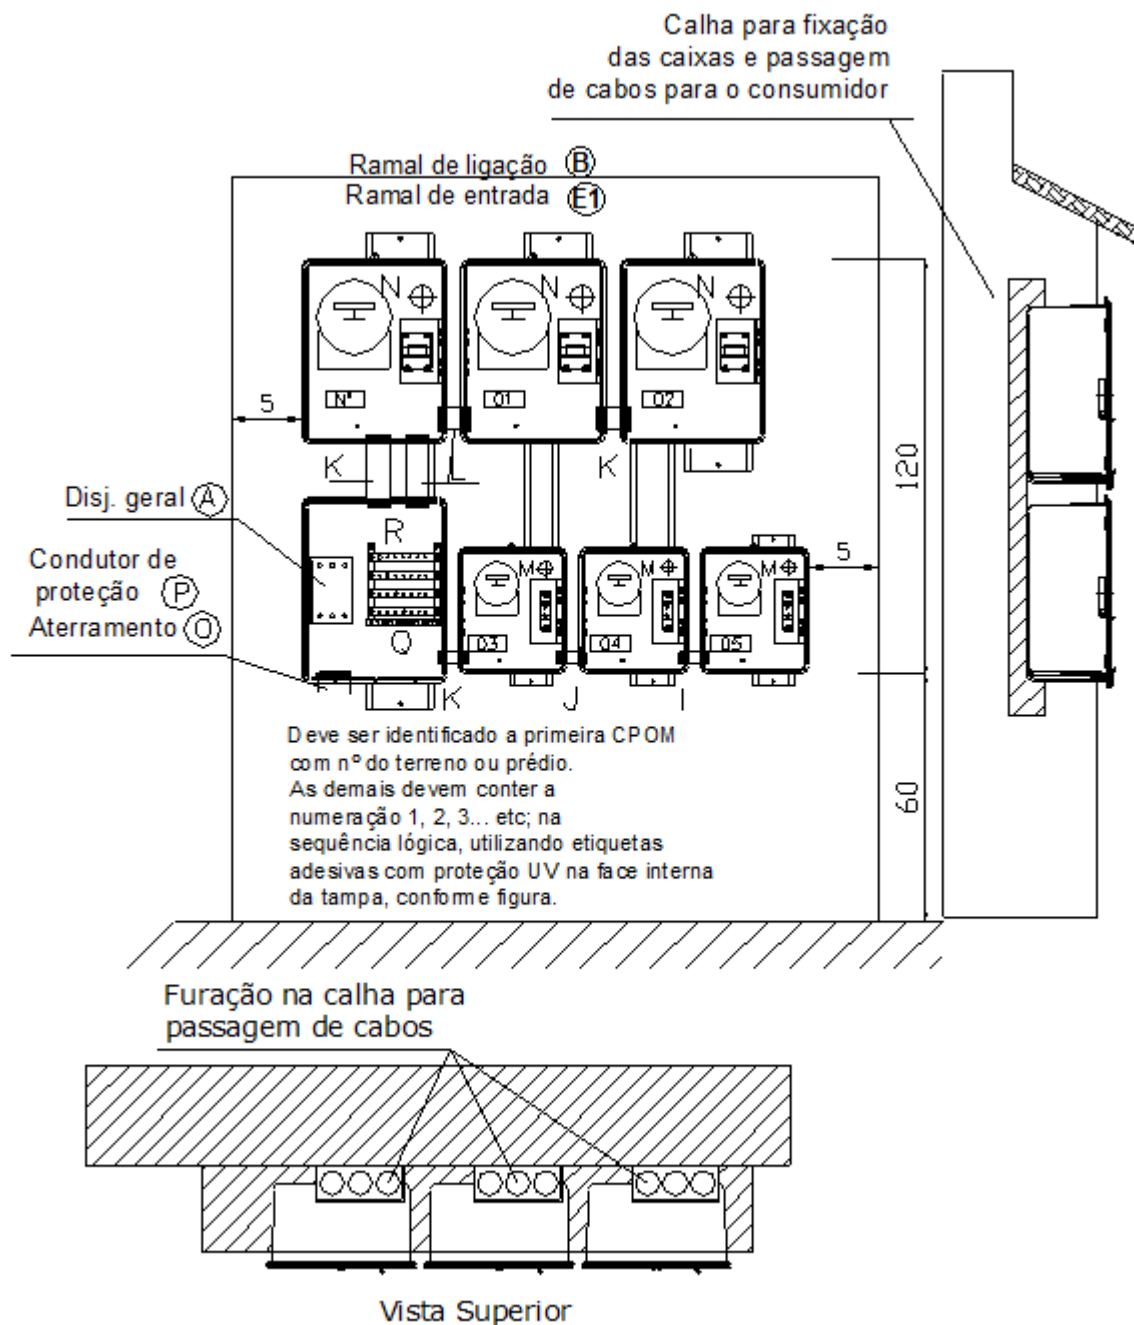 Calha para fixação
das caixas e passagem
de cabos para o consumidor
Ramal de ligação B
Ramal de entrada E1
N N N
Nº 01 02
5
K L K
120
Disj. geral A
R
Condutor de
proteção P
Aterramento O
M M M
5
Q
03 04 05
K J I
Deve ser identificado a primeira CPOM
com nº do terreno ou prédio.
As demais devem conter a
numeração 1, 2, 3... etc; na
sequência lógica, utilizando etiquetas
adesivas com proteção UV na face interna
da tampa, conforme figura.
60
Furação na calha para
passagem de cabos
Vista Superior